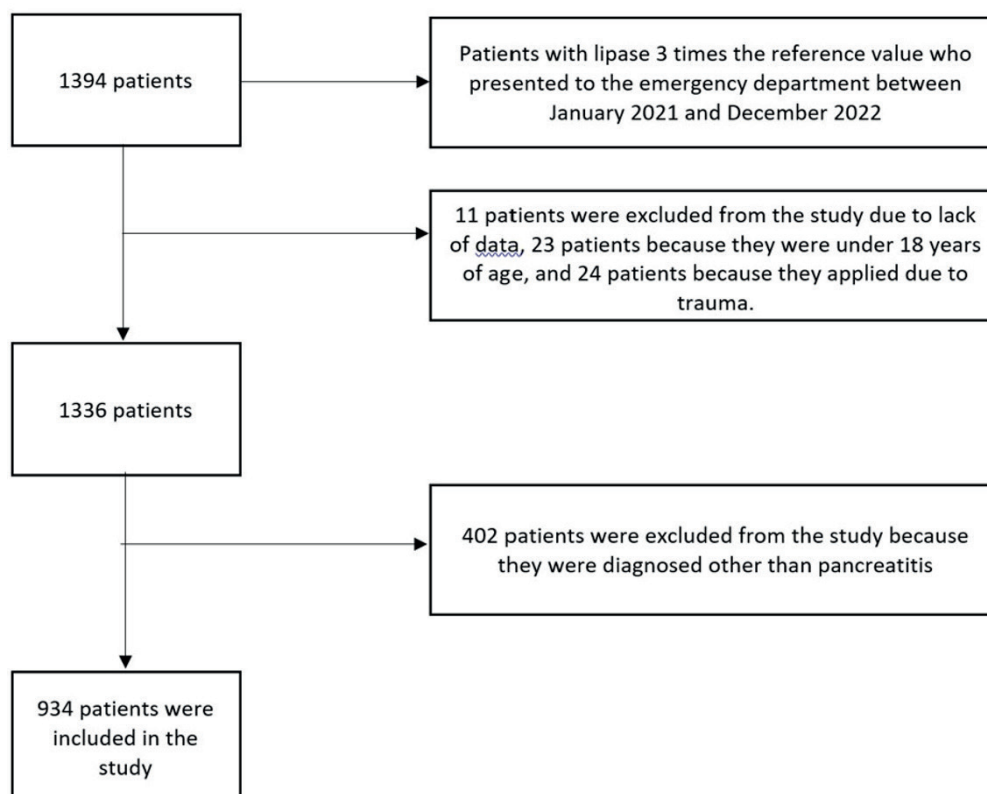 1394 patients
Patients with lipase 3 times the reference value who
presented to the emergency department between
January 2021 and December 2022
11 patients were excluded from the study due to lack
of data, 23 patients because they were under 18 years
of age, and 24 patients because they applied due to
trauma.
1336 patients
402 patients were excluded from the study because
they were diagnosed other than pancreatitis
934 patients were
included in the
study